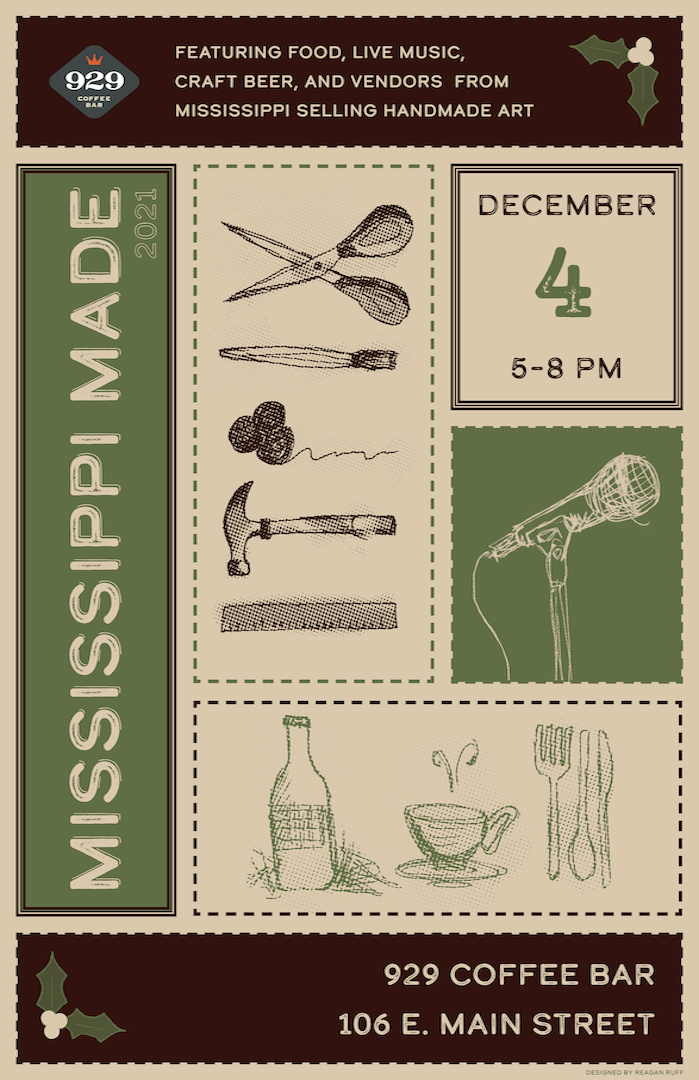 929
COFFEE
BAR
FEATURING FOOD, LIVE MUSIC,
CRAFT BEER, AND VENDORS FROM
MISSISSIPPI SELLING HANDMADE ART
MISSISSIPPI MADE
2021
DECEMBER
4
5-8 PM
929 COFFEE BAR
106 E. MAIN STREET
DESIGNED BY REAGAN RUFF